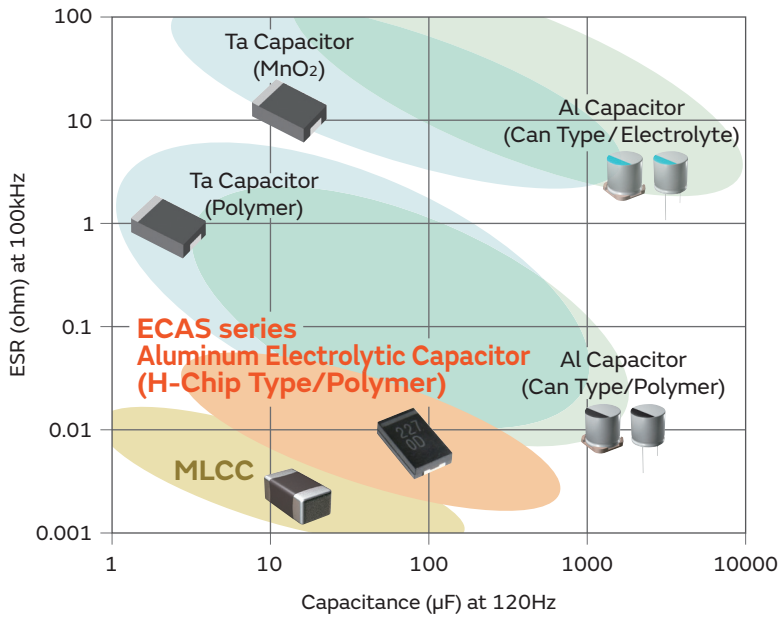 100
10
1
0.1
0.01
0.001
ESR (ohm) at 100kHz
Ta Capacitor
(MnO₂)
Al Capacitor
(Can Type/Electrolyte)
Ta Capacitor
(Polymer)
ECAS series
Aluminum Electrolytic Capacitor
(H-Chip Type/Polymer)
Al Capacitor
(Can Type/Polymer)
227
0D
MLCC
1
10
100
1000
10000
Capacitance (µF) at 120Hz